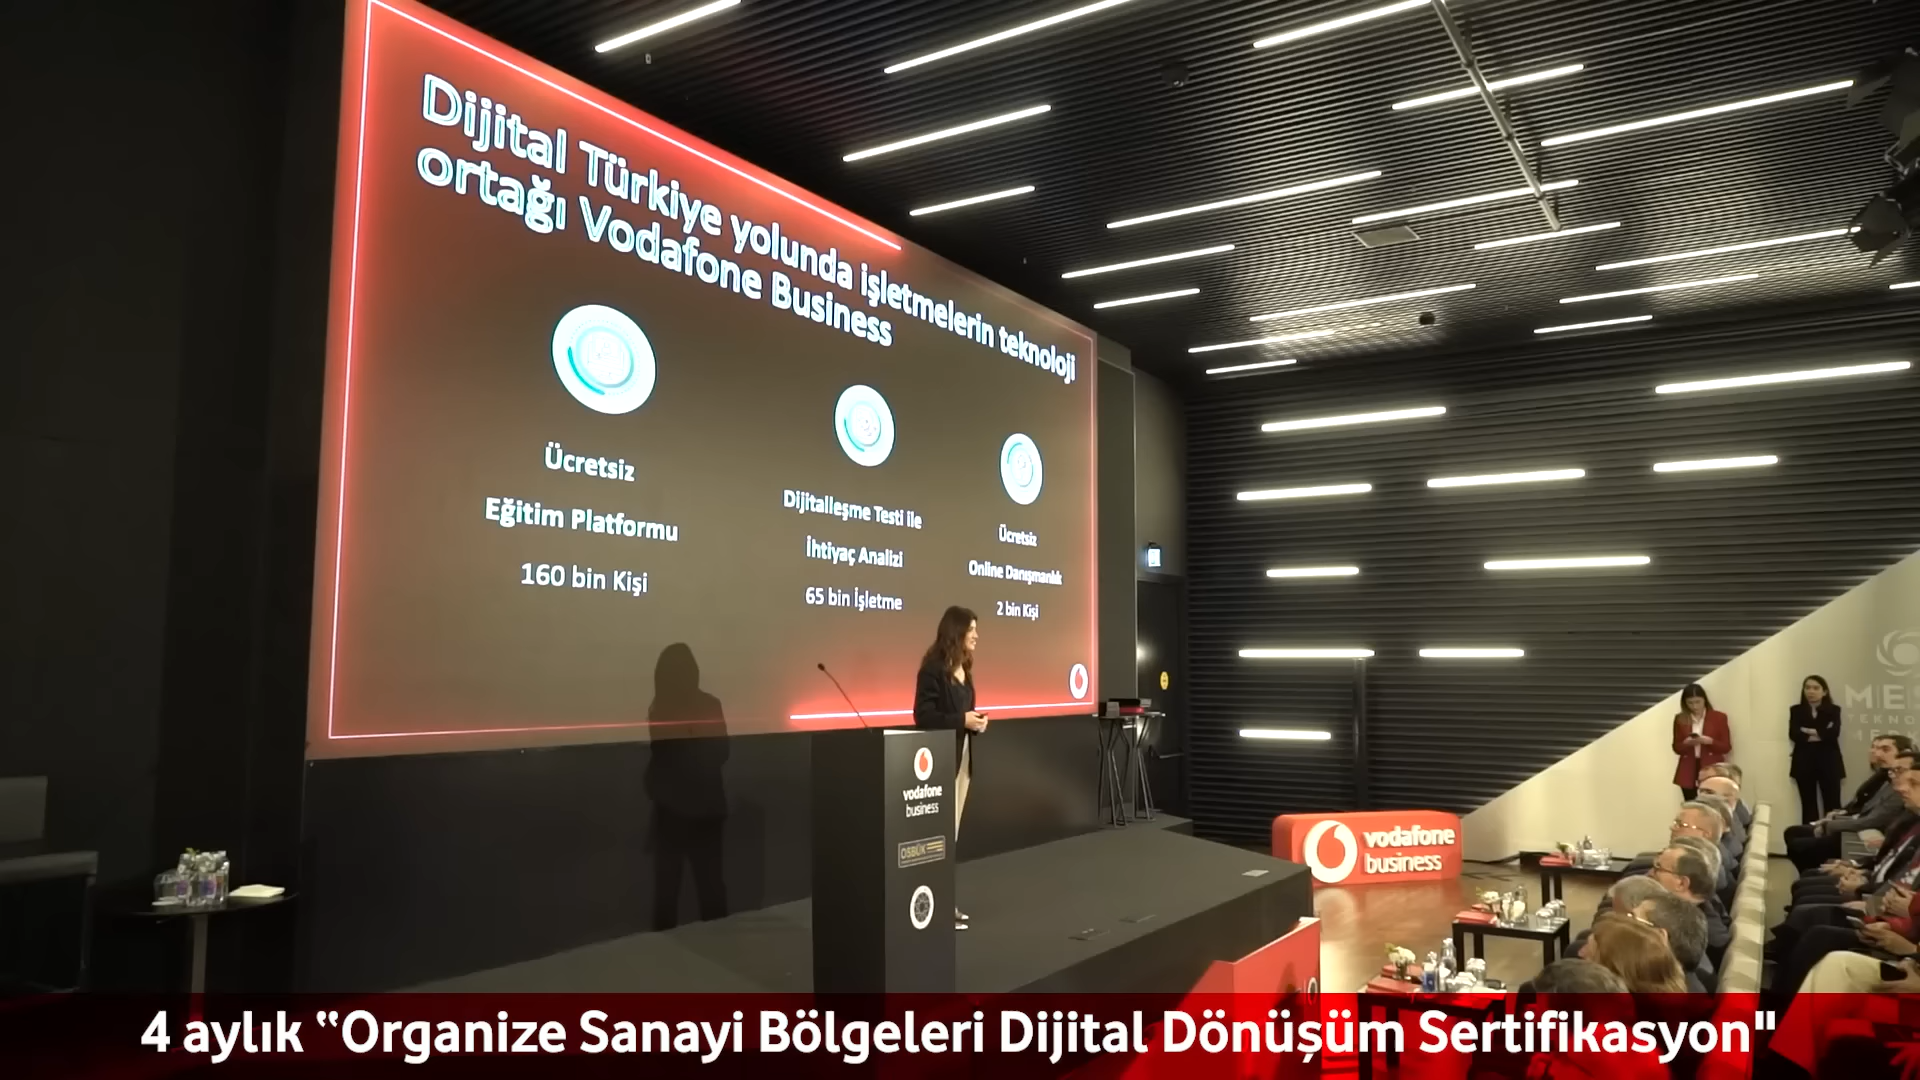 Dijital Türkiye yolunda işletmelerin teknoloji
ortağı Vodafone Business
Ücretsiz
Eğitim Platformu
160 bin Kişi
Dijitalleşme Testi ile
İhtiyaç Analizi
65 bin İşletme
Ücretsiz
Online Danışmanlık
2 bin Kişi
vodafone
business
OSBÜK
vodafone
business
4 aylık “Organize Sanayi Bölgeleri Dijital Dönüşüm Sertifikasyon"